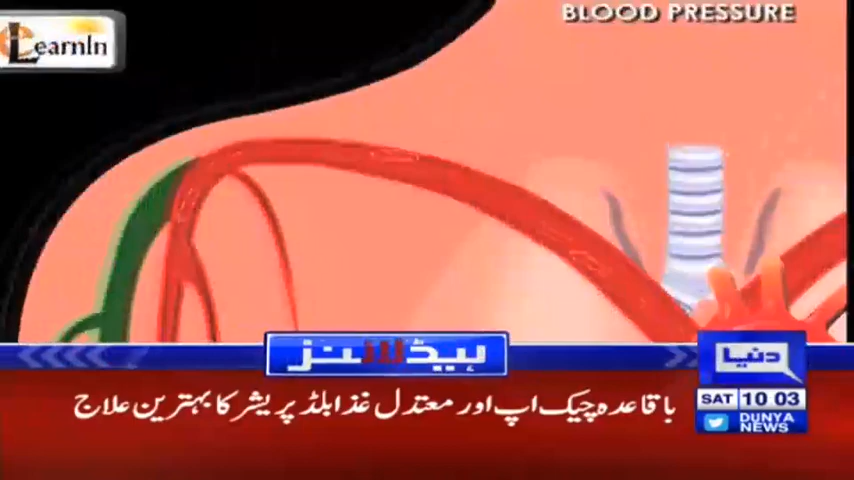 BLOOD PRESSURE
LearnIn
ہیڈلائنز
دنیا
باقاعدہ چیک اپ اور معتدل غذا بلڈ پریشر کا بہترین علاج
SAT 10 03
DUNYA
NEWS